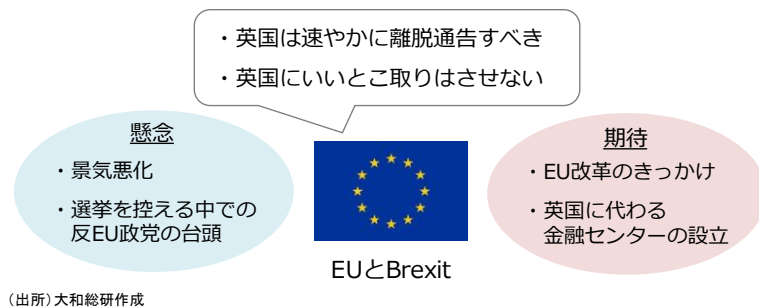 ・英国は速やかに離脱通告すべき
・英国にいいとこ取りはさせない
懸念
・景気悪化
・選挙を控える中での
反EU政党の台頭
期待
・EU改革のきっかけ
・英国に代わる
金融センターの設立
EUとBrexit
（出所）大和総研作成